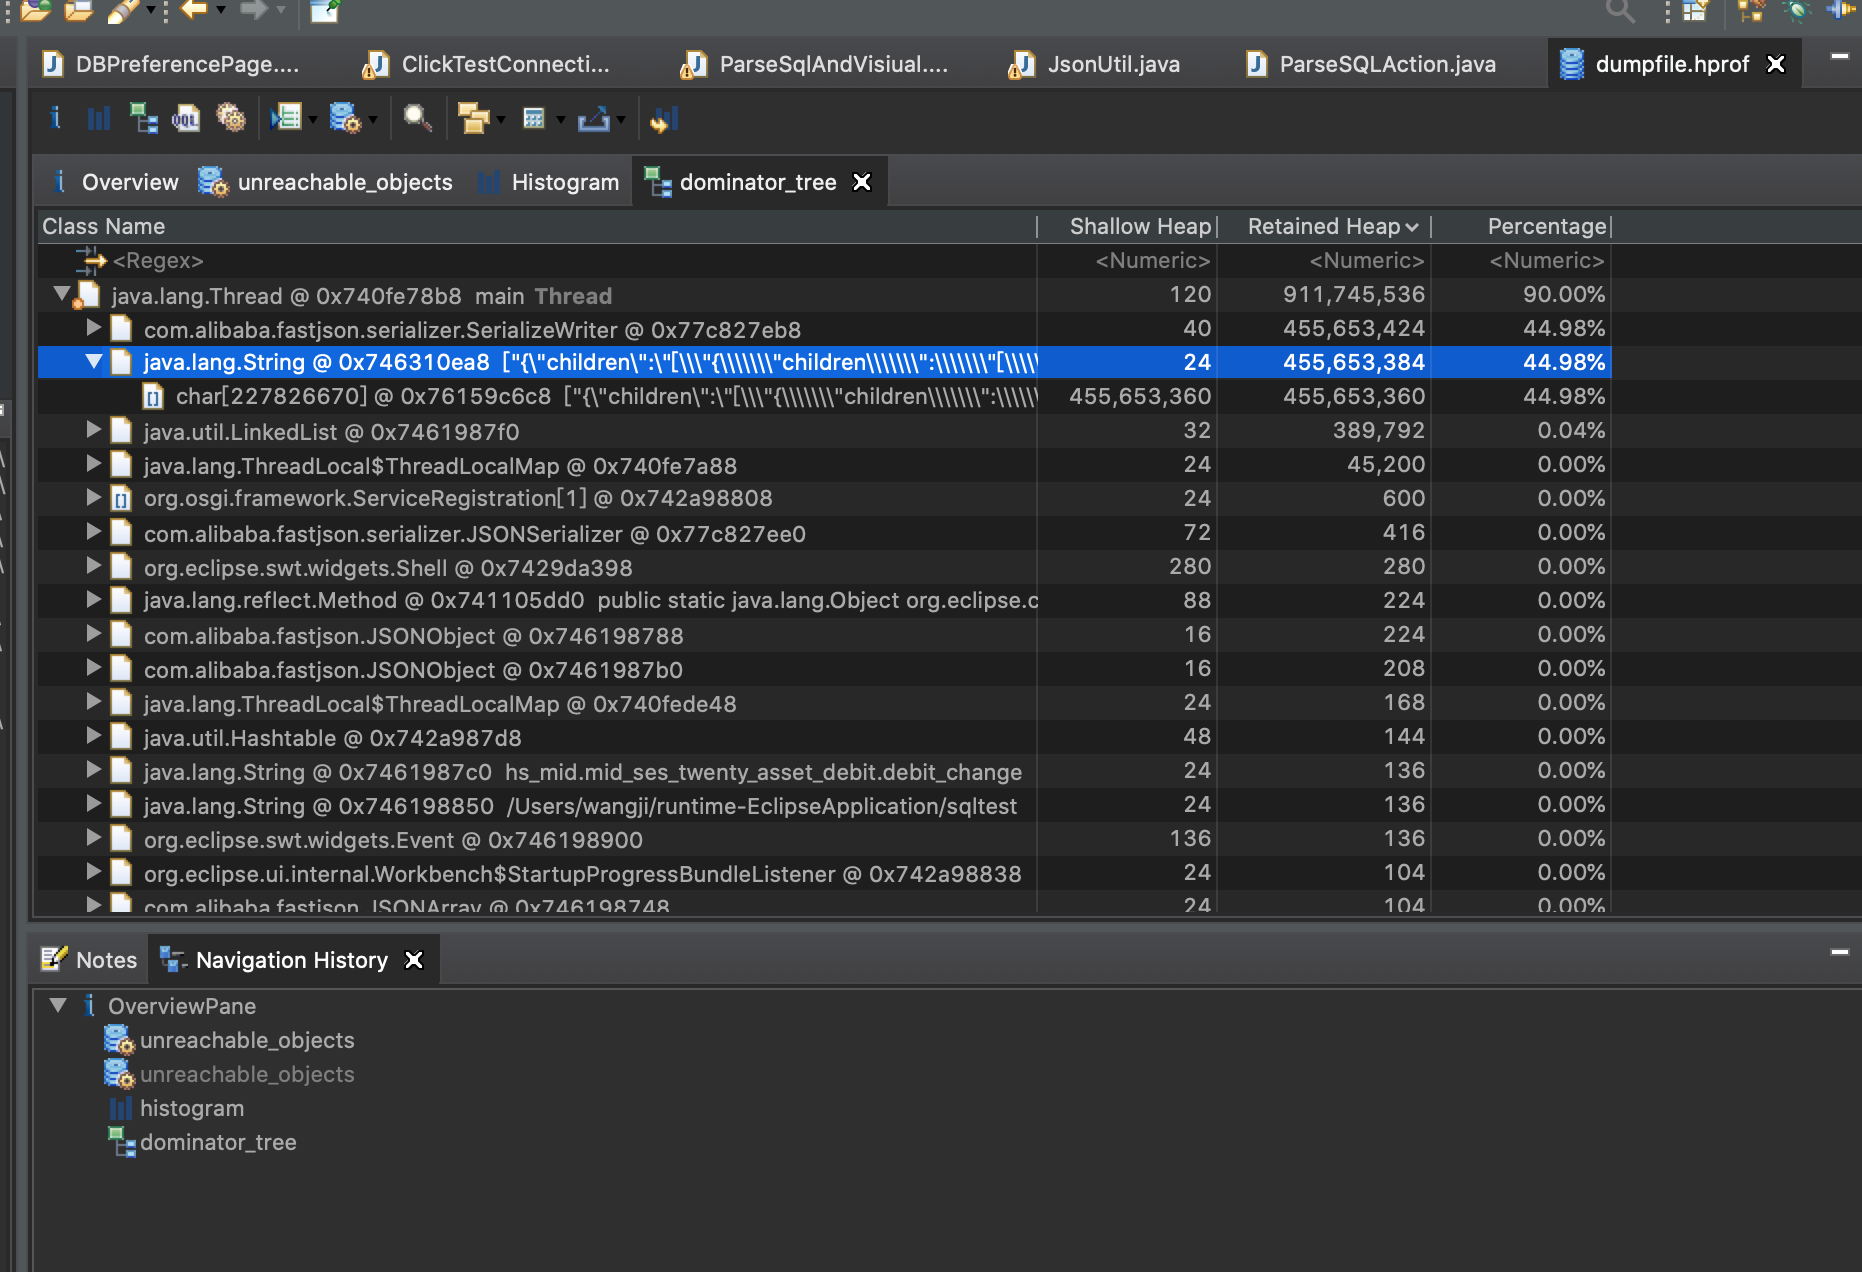 DBPreferencePage.... ClickTestConnecti... ParseSqlAndVisiual.... JsonUtil.java ParseSQLAction.java dumpfile.hprof
OQL
Overview unreachable_objects Histogram dominator_tree
Class Name Shallow Heap Retained Heap Percentage
<Regex> <Numeric> <Numeric> <Numeric>
java.lang.Thread @ 0x740fe78b8 main Thread 120 911,745,536 90.00%
com.alibaba.fastjson.serializer.SerializeWriter @ 0x77c827eb8 40 455,653,424 44.98%
java.lang.String @ 0x746310ea8 ["{\"children\":\"[\\\"{\\\\\\\"children\\\\\\\":\\\\\\\"[\\\\\ 24 455,653,384 44.98%
char[227826670] @ 0x76159c6c8 ["{\"children\":\"[\\\"{\\\\\\\"children\\\\\\\":\\\\\\ 455,653,360 455,653,360 44.98%
java.util.LinkedList @ 0x7461987f0 32 389,792 0.04%
java.lang.ThreadLocal$ThreadLocalMap @ 0x740fe7a88 24 45,200 0.00%
org.osgi.framework.ServiceRegistration[1] @ 0x742a98808 24 600 0.00%
com.alibaba.fastjson.serializer.JSONSerializer @ 0x77c827ee0 72 416 0.00%
org.eclipse.swt.widgets.Shell @ 0x7429da398 280 280 0.00%
java.lang.reflect.Method @ 0x741105dd0 public static java.lang.Object org.eclipse.c 88 224 0.00%
com.alibaba.fastjson.JSONObject @ 0x746198788 16 224 0.00%
com.alibaba.fastjson.JSONObject @ 0x7461987b0 16 208 0.00%
java.lang.ThreadLocal$ThreadLocalMap @ 0x740fede48 24 168 0.00%
java.util.Hashtable @ 0x742a987d8 48 144 0.00%
java.lang.String @ 0x7461987c0 hs_mid.mid_ses_twenty_asset_debit.debit_change 24 136 0.00%
java.lang.String @ 0x746198850 /Users/wangji/runtime-EclipseApplication/sqltest 24 136 0.00%
org.eclipse.swt.widgets.Event @ 0x746198900 136 136 0.00%
org.eclipse.ui.internal.Workbench$StartupProgressBundleListener @ 0x742a98838 24 104 0.00%
com.alibaba.fastjson.JSONArray @ 0x746198748 24 104 0.00%
Notes Navigation History
OverviewPane
unreachable_objects
unreachable_objects
histogram
dominator_tree